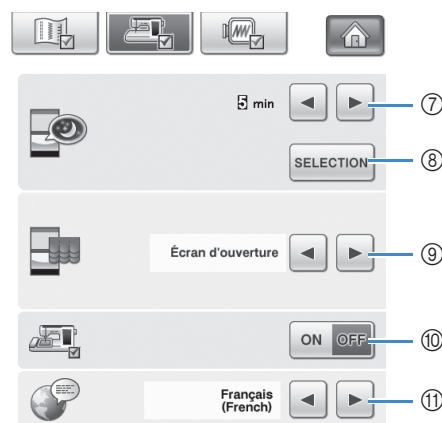 5 min
⑦
SELECTION
⑧
Écran d'ouverture
⑨
ON OFF
⑩
Français
(French)
⑪